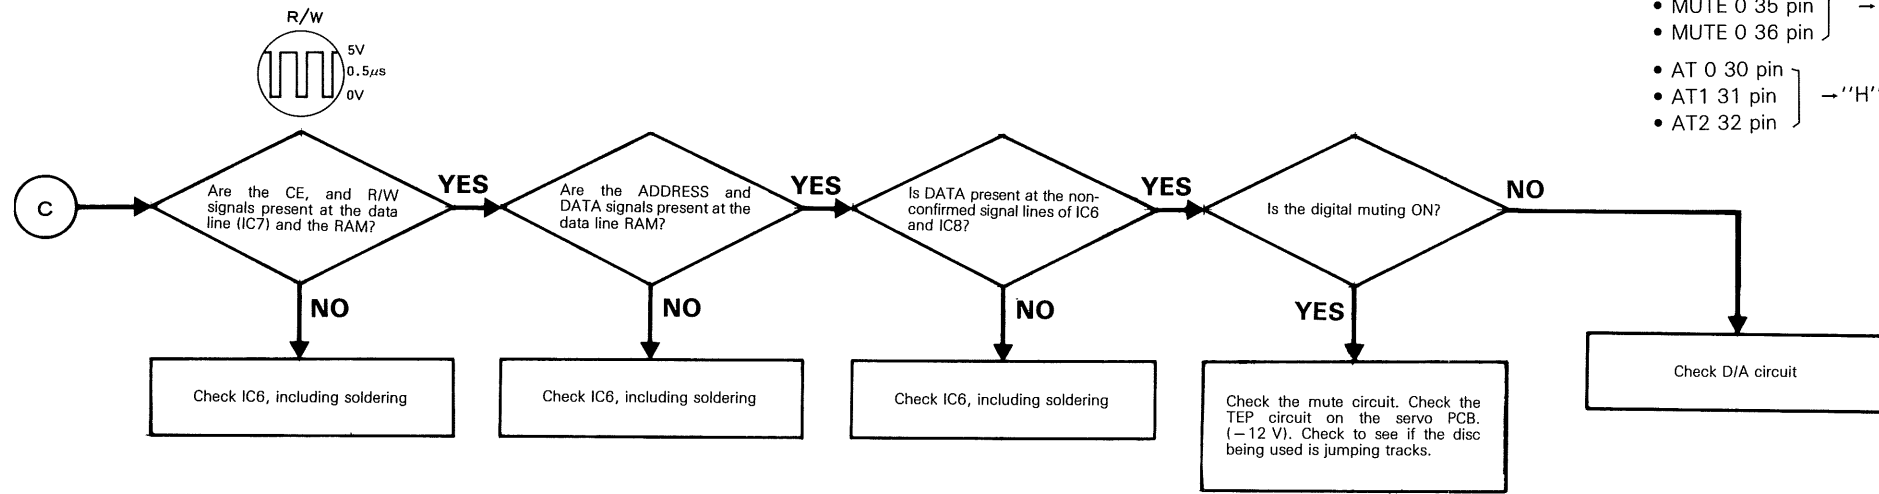 R/W
5V
0.5μs
0V
• MUTE 0 35 pin
• MUTE 0 36 pin
→
• AT 0 30 pin
• AT1 31 pin
• AT2 32 pin
→ "H"
C
Are the CE, and R/W
signals present at the data
line (IC7) and the RAM?
YES
NO
Check IC6, including soldering
Are the ADDRESS and
DATA signals present at the
data line RAM?
YES
NO
Check IC6, including soldering
Is DATA present at the non-
confirmed signal lines of IC6
and IC8?
YES
NO
Check IC6, including soldering
Is the digital muting ON?
NO
YES
Check the mute circuit. Check the
TEP circuit on the servo PCB.
(−12 V). Check to see if the disc
being used is jumping tracks.
Check D/A circuit